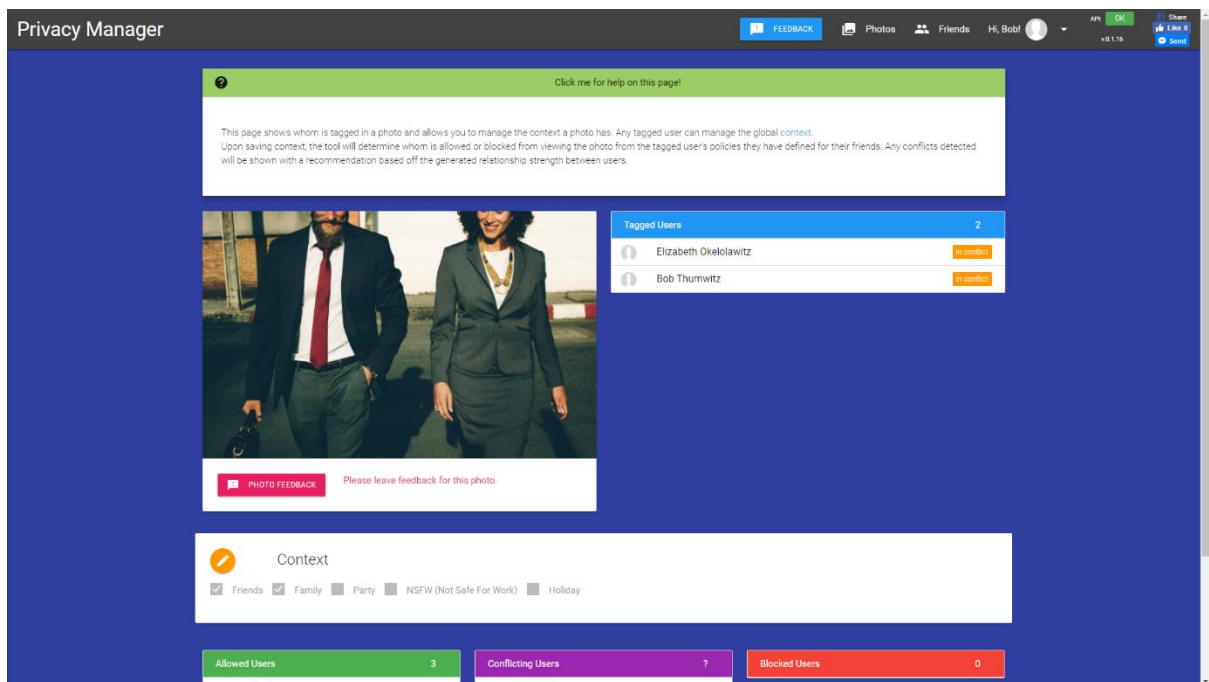 Privacy Manager
FEEDBACK
Photos
Friends
Hi, Bob!
API: OK
v.0.1.16
Share
Like 8
Send
Click me for help on this page!
This page shows whom is tagged in a photo and allows you to manage the context a photo has. Any tagged user can manage the global context.
Upon saving context, the tool will determine whom is allowed or blocked from viewing the photo from the tagged user's policies they have defined for their friends. Any conflicts detected
will be shown with a recommendation based off the generated relationship strength between users.
Tagged Users 2
Elizabeth Okelolawitz in conflict
Bob Thurnwitz in conflict
PHOTO FEEDBACK Please leave feedback for this photo.
Context
Friends Family Party NSFW (Not Safe For Work) Holiday
Allowed Users 3
Conflicting Users ?
Blocked Users 0